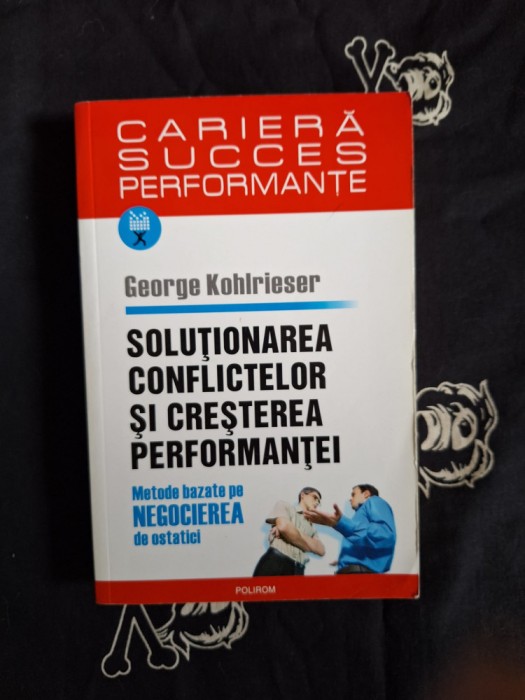 CARIERĂ
SUCCES
PERFORMANȚE
George Kohlrieser
SOLUȚIONAREA
CONFLICTELOR
ȘI CREȘTEREA
PERFORMANȚEI
Metode bazate pe
NEGOCIEREA
de ostatici
POLIROM